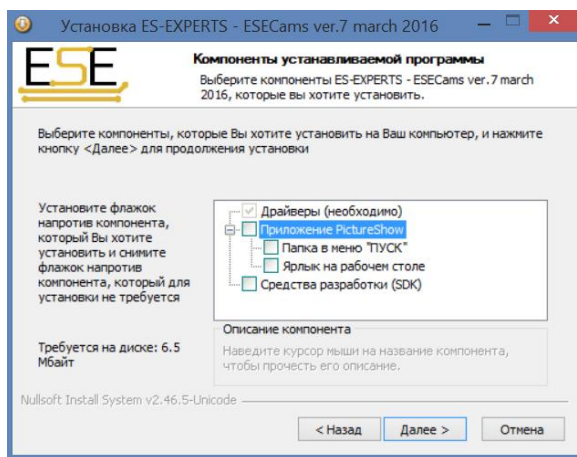 Установка ES-EXPERTS - ESECams ver.7 march 2016
ESE
Компоненты устанавливаемой программы
Выберите компоненты ES-EXPERTS - ESECams ver.7 march
2016, которые вы хотите установить.
Выберите компоненты, которые Вы хотите установить на Ваш компьютер, и нажмите
кнопку <Далее> для продолжения установки
Установите флажок
напротив компонента,
который Вы хотите
установить и снимите
флажок напротив
компонента, который для
установки не требуется
Драйверы (необходимо)
Приложение PictureShow
Папка в меню "ПУСК"
Ярлык на рабочем столе
Средства разработки (SDK)
Требуется на диске: 6.5
Мбайт
Описание компонента
Наведите курсор мыши на название компонента,
чтобы прочесть его описание.
Nullsoft Install System v2.46.5-Unicode
< Назад
Далее >
Отмена